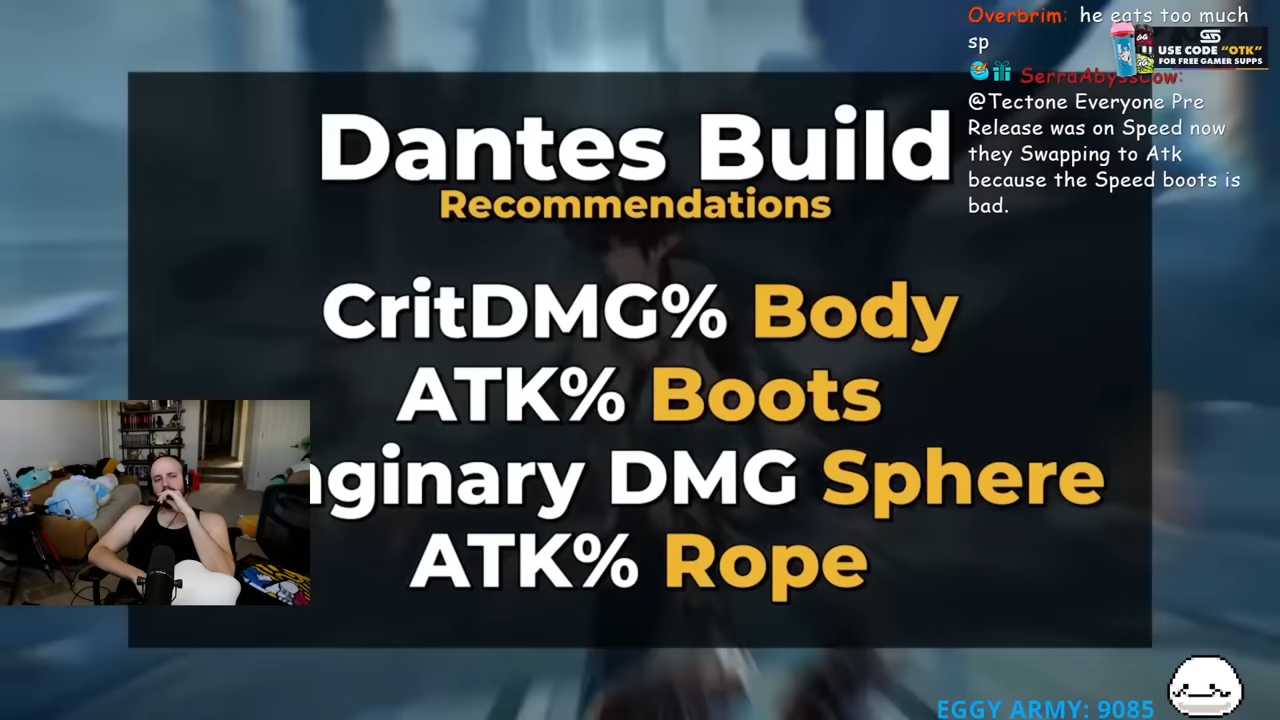 Dantes Build
Recommendations
CritDMG% Body
ATK% Boots
aginary DMG Sphere
ATK% Rope
Overbrim: he eats too much
sp
SerraAbyssCow:
@Tectone Everyone Pre
Release was on Speed now
they Swapping to Atk
because the Speed boots is
bad.
USE CODE "OTK"
FOR FREE GAMER SUPPS
EGGY ARMY: 9085